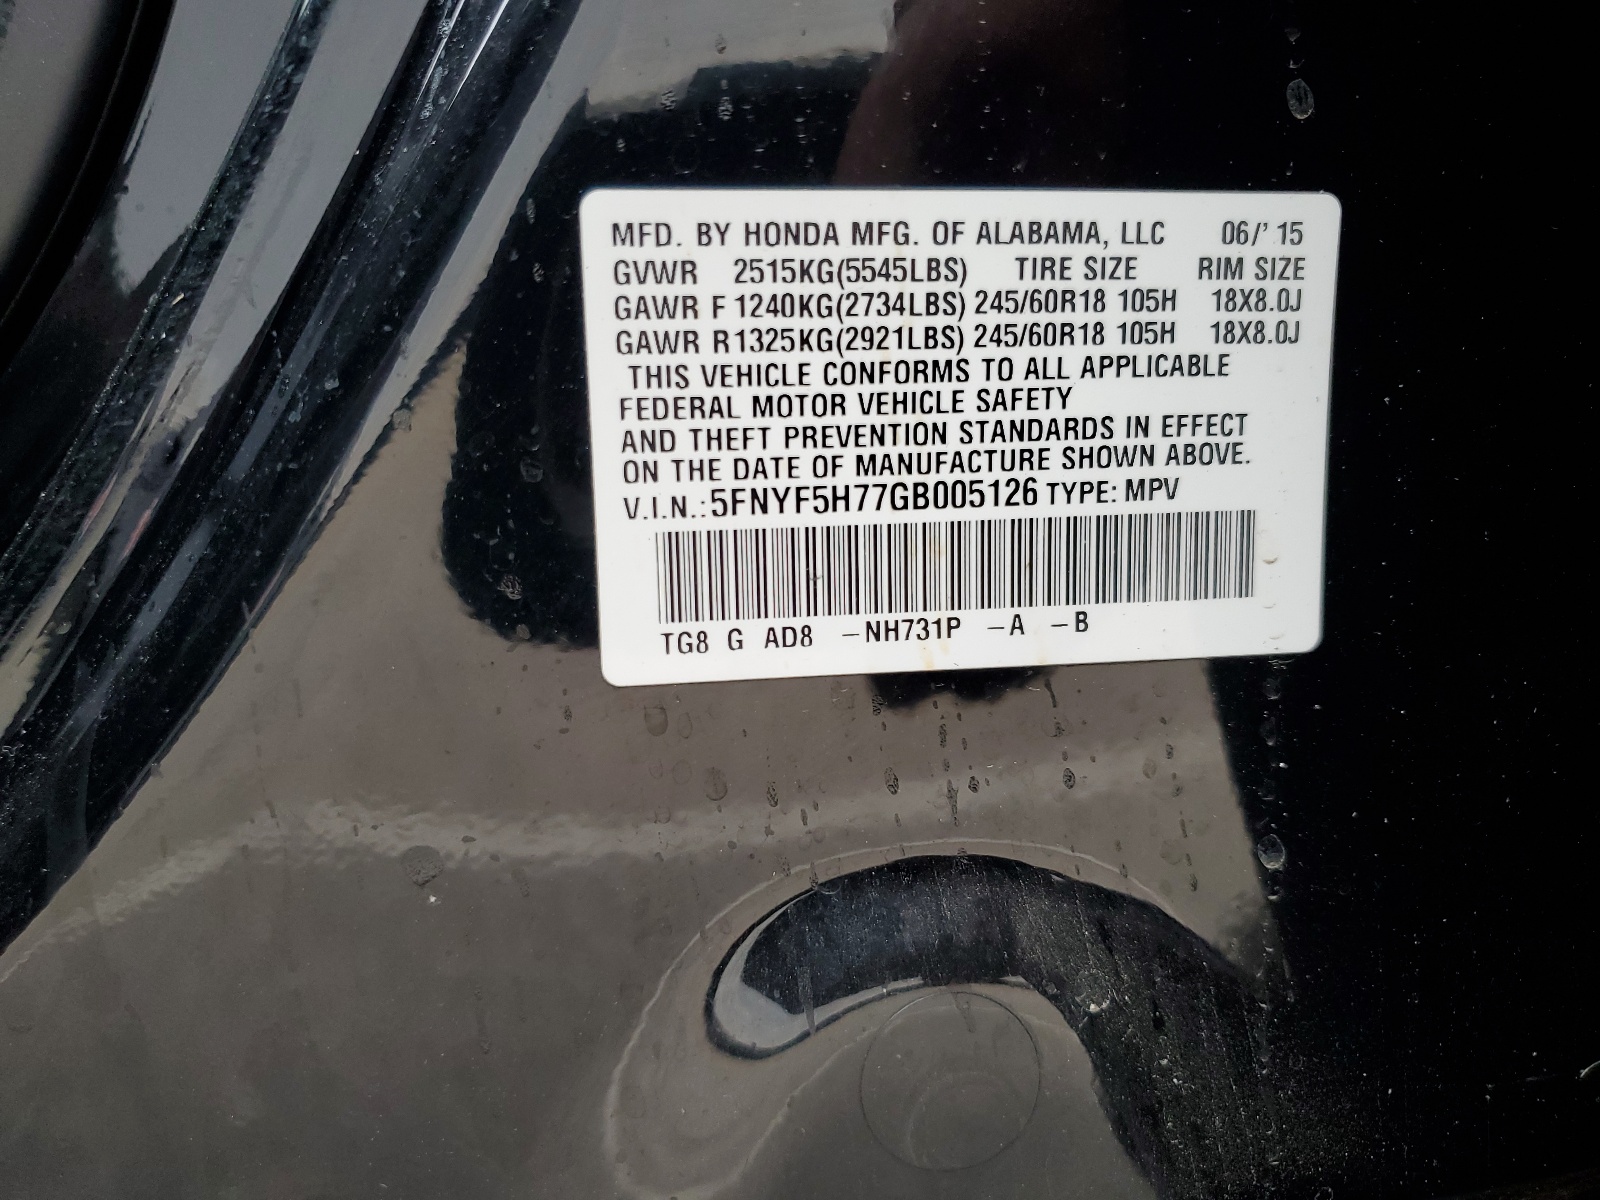 MFD. BY HONDA MFG. OF ALABAMA, LLC 06/' 15
GVWR 2515KG(5545LBS) TIRE SIZE RIM SIZE
GAWR F 1240KG(2734LBS) 245/60R18 105H 18X8.0J
GAWR R1325KG(2921LBS) 245/60R18 105H 18X8.0J
THIS VEHICLE CONFORMS TO ALL APPLICABLE
FEDERAL MOTOR VEHICLE SAFETY
AND THEFT PREVENTION STANDARDS IN EFFECT
ON THE DATE OF MANUFACTURE SHOWN ABOVE.
V.I.N.:5FNYF5H77GB005126 TYPE: MPV
TG8 G AD8 -NH731P -A -B